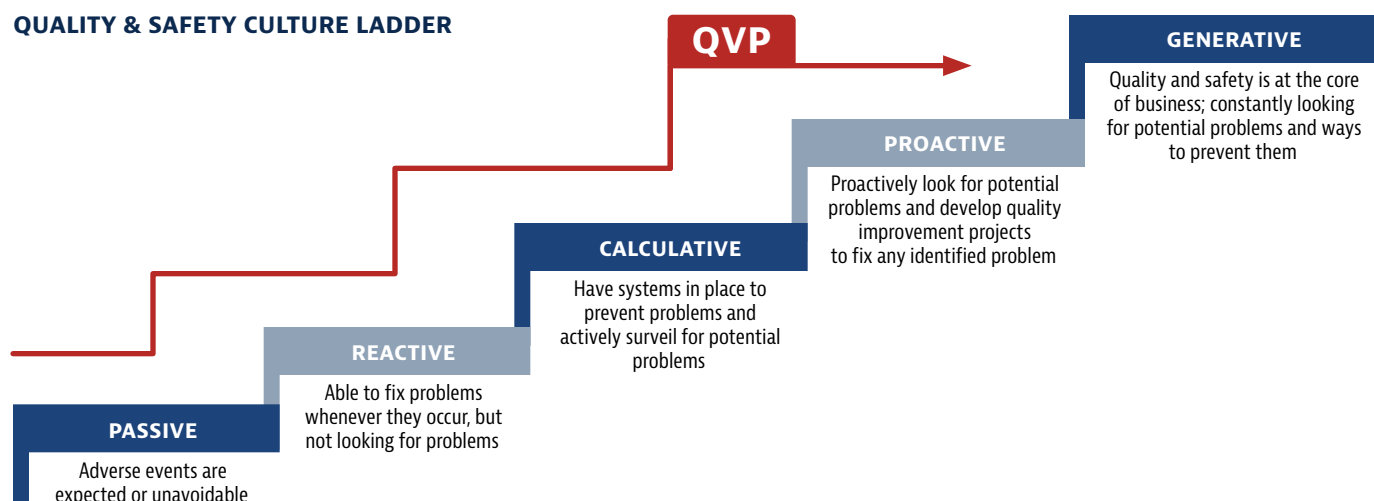 QUALITY & SAFETY CULTURE LADDER
QVP
GENERATIVE
Quality and safety is at the core
of business; constantly looking
for potential problems and ways
to prevent them
PROACTIVE
Proactively look for potential
problems and develop quality
improvement projects
to fix any identified problem
CALCULATIVE
Have systems in place to
prevent problems and
actively surveil for potential
problems
REACTIVE
Able to fix problems
whenever they occur, but
not looking for problems
PASSIVE
Adverse events are
expected or unavoidable